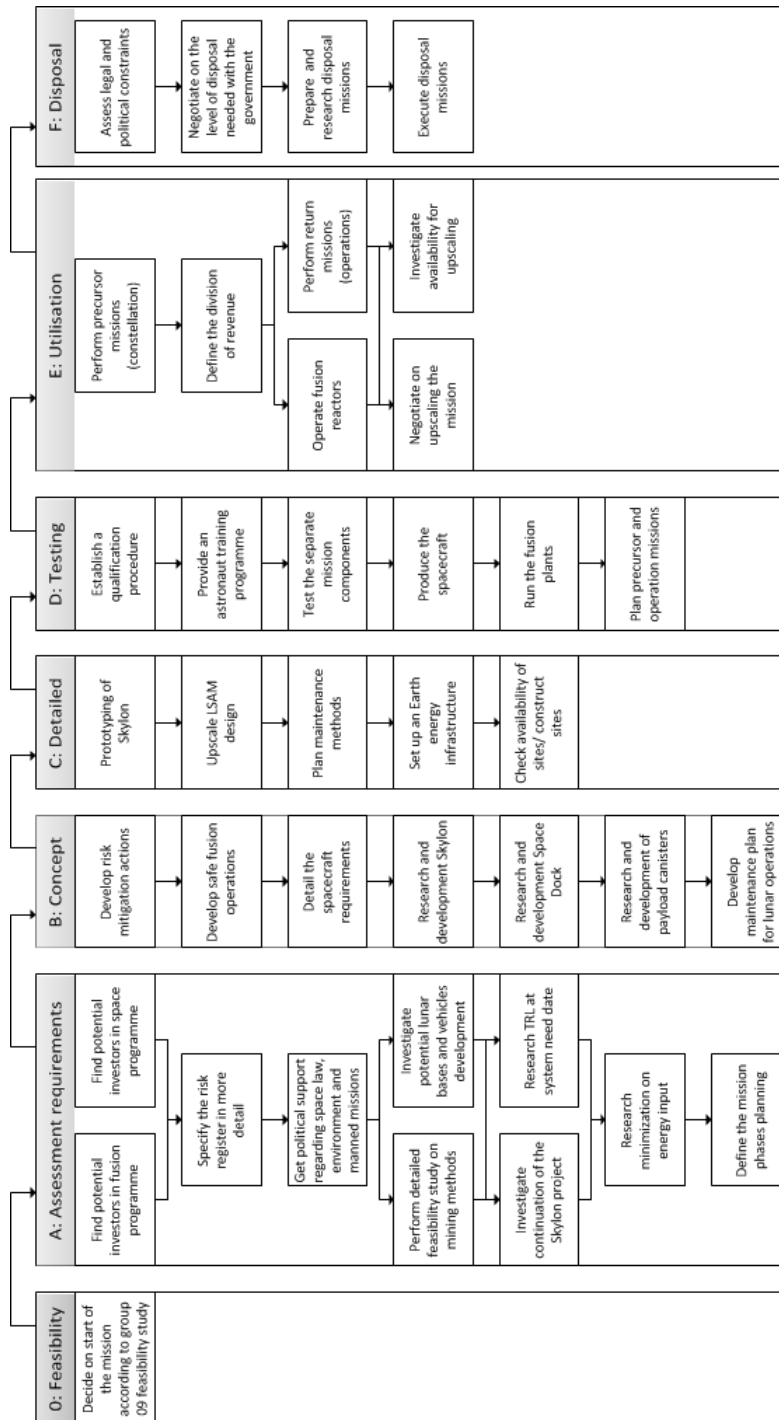 0: Feasibility
Decide on start of
the mission
according to group
09 feasibility study
A: Assessment requirements
Find potential
investors in fusion
programme
Find potential
investors in space
programme
Specify the risk
register in more
detail
Get political support
regarding space law,
environment and
manned missions
Perform detailed
feasibility study on
mining methods
Investigate
potential lunar
bases and vehicles
development
Investigate
continuation of the
Skylon project
Research TRL at
system need date
Research
minimization on
energy input
Define the mission
phases planning
B: Concept
Develop risk
mitigation actions
Develop safe fusion
operations
Detail the
spacecraft
requirements
Research and
development Skylon
Research and
development Space
Dock
Research and
development of
payload canisters
Develop
maintenance plan
for lunar operations
C: Detailed
Prototyping of
Skylon
Upscale LSAM
design
Plan maintenance
methods
Set up an Earth
energy
infrastructure
Check availability of
sites/ construct
sites
D: Testing
Establish a
qualification
procedure
Provide an
astronaut training
programme
Test the separate
mission
components
Produce the
spacecraft
Run the fusion
plants
Plan precursor and
operation missions
E: Utilisation
Perform precursor
missions
(constellation)
Define the division
of revenue
Operate fusion
reactors
Perform return
missions
(operations)
Negotiate on
upscaling the
mission
Investigate
availability for
upscaling
F: Disposal
Assess legal and
political constraints
Negotiate on the
level of disposal
needed with the
government
Prepare and
research disposal
missions
Execute disposal
missions